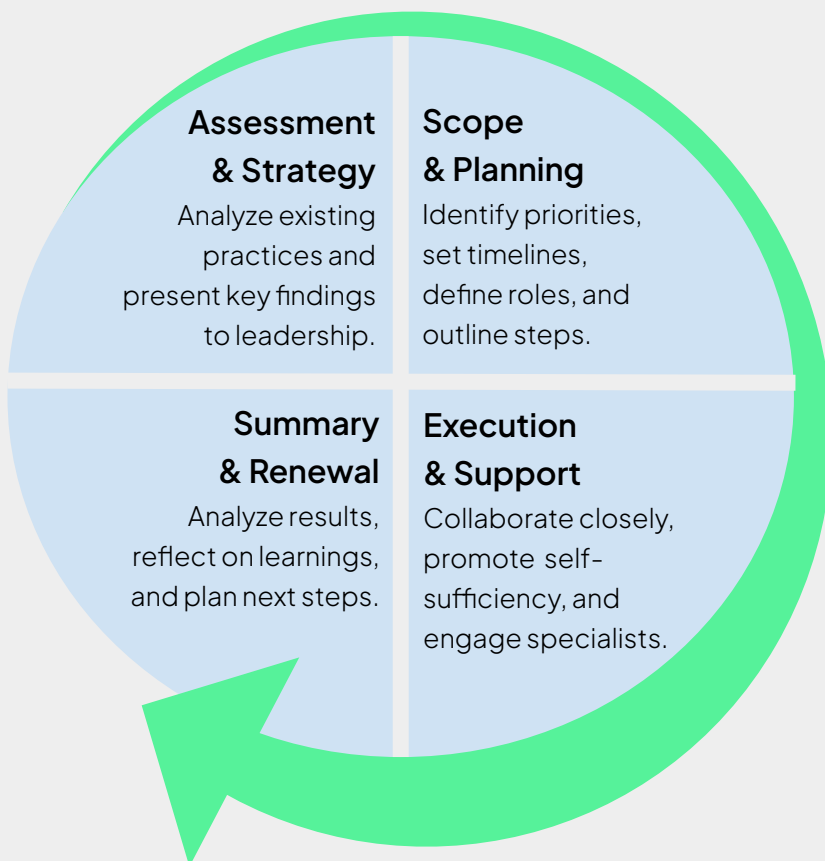 Assessment
& Strategy
Analyze existing
practices and
present key findings
to leadership.
Scope
& Planning
Identify priorities,
set timelines,
define roles, and
outline steps.
Summary
& Renewal
Analyze results,
reflect on learnings,
and plan next steps.
Execution
& Support
Collaborate closely,
promote self-
sufficiency, and
engage specialists.